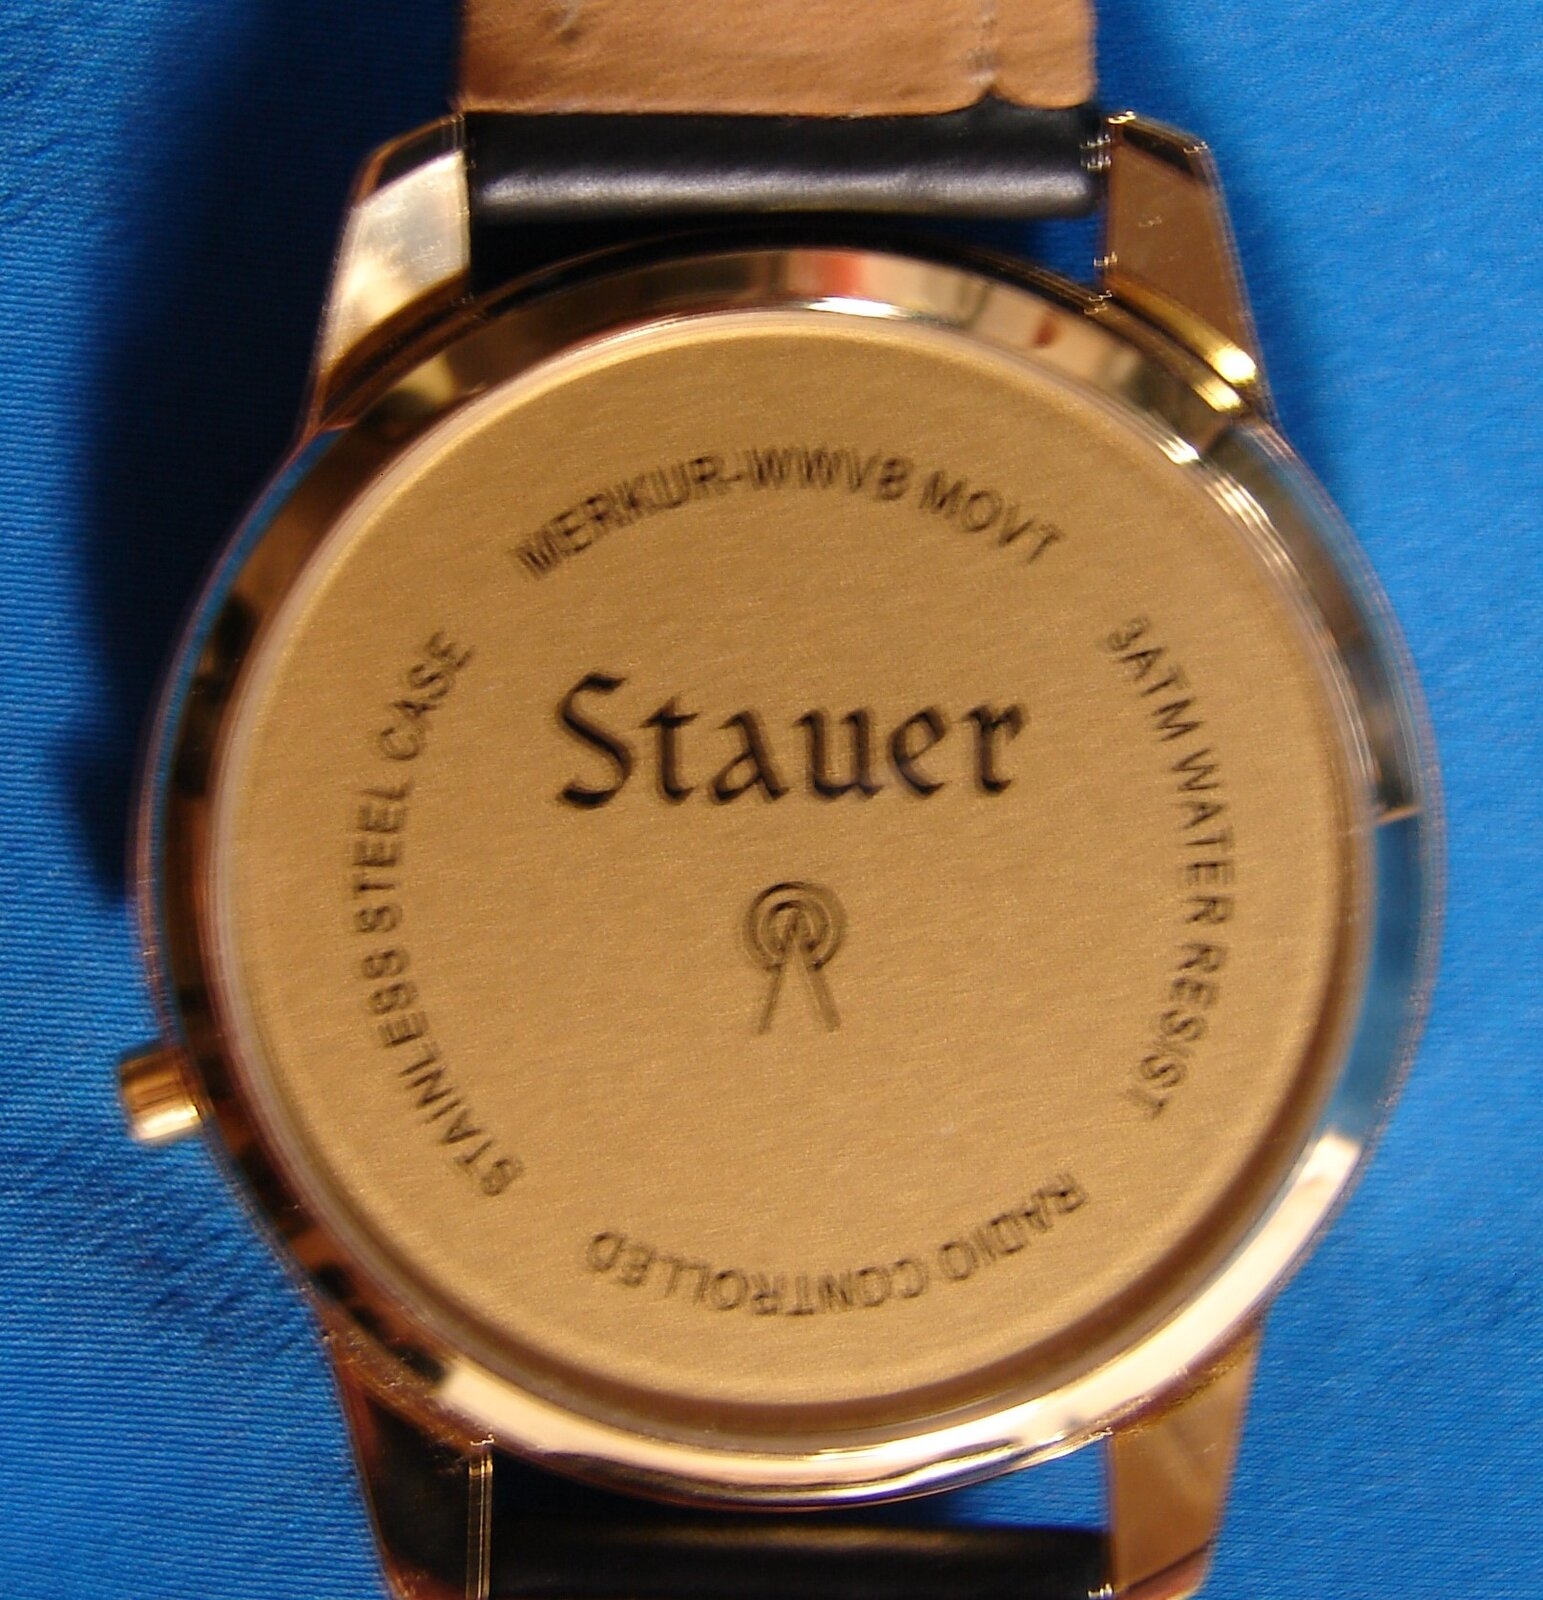 MERKUR-WWVB MOVT
3ATM WATER RESIST
RADIO CONTROLLED
STAINLESS STEEL CASE
Stauer